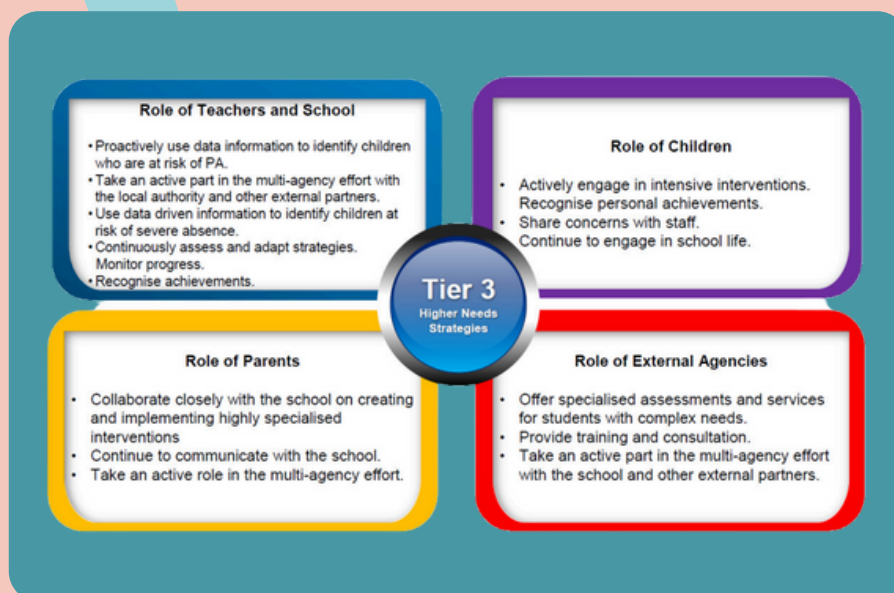 Role of Teachers and School
• Proactively use data information to identify children
who are at risk of PA.
• Take an active part in the multi-agency effort with
the local authority and other external partners.
• Use data driven information to identify children at
risk of severe absence.
• Continuously assess and adapt strategies.
Monitor progress.
• Recognise achievements.
Role of Children
• Actively engage in intensive interventions.
Recognise personal achievements.
• Share concerns with staff.
Continue to engage in school life.
Tier 3
Higher Needs
Strategies
Role of Parents
• Collaborate closely with the school on creating
and implementing highly specialised
interventions
• Continue to communicate with the school.
• Take an active role in the multi-agency effort.
Role of External Agencies
• Offer specialised assessments and services
for students with complex needs.
• Provide training and consultation.
• Take an active part in the multi-agency effort
with the school and other external partners.